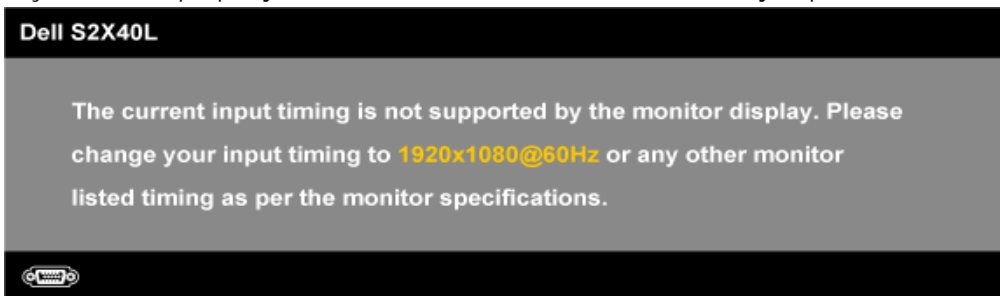 Dell S2X40L
The current input timing is not supported by the monitor display. Please
change your input timing to 1920x1080@60Hz or any other monitor
listed timing as per the monitor specifications.